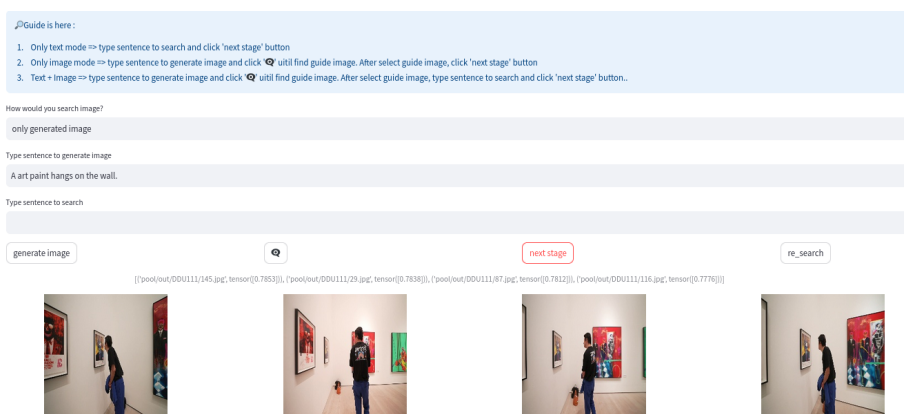 🔎Guide is here :
1. Only text mode => type sentence to search and click 'next stage' button
2. Only image mode => type sentence to generate image and click '👁‍🗨' uitil find guide image. After select guide image, click 'next stage' button
3. Text + Image => type sentence to generate image and click '👁‍🗨' uitil find guide image. After select guide image, type sentence to search and click 'next stage' button..
How would you search image?
only generated image
Type sentence to generate image
A art paint hangs on the wall.
Type sentence to search
generate image 👁‍🗨 next stage re_search
[('pool/out/DDU111/145.jpg', tensor([0.7853])), ('pool/out/DDU111/29.jpg', tensor([0.7838])), ('pool/out/DDU111/87.jpg', tensor([0.7812])), ('pool/out/DDU111/116.jpg', tensor([0.7776]))]